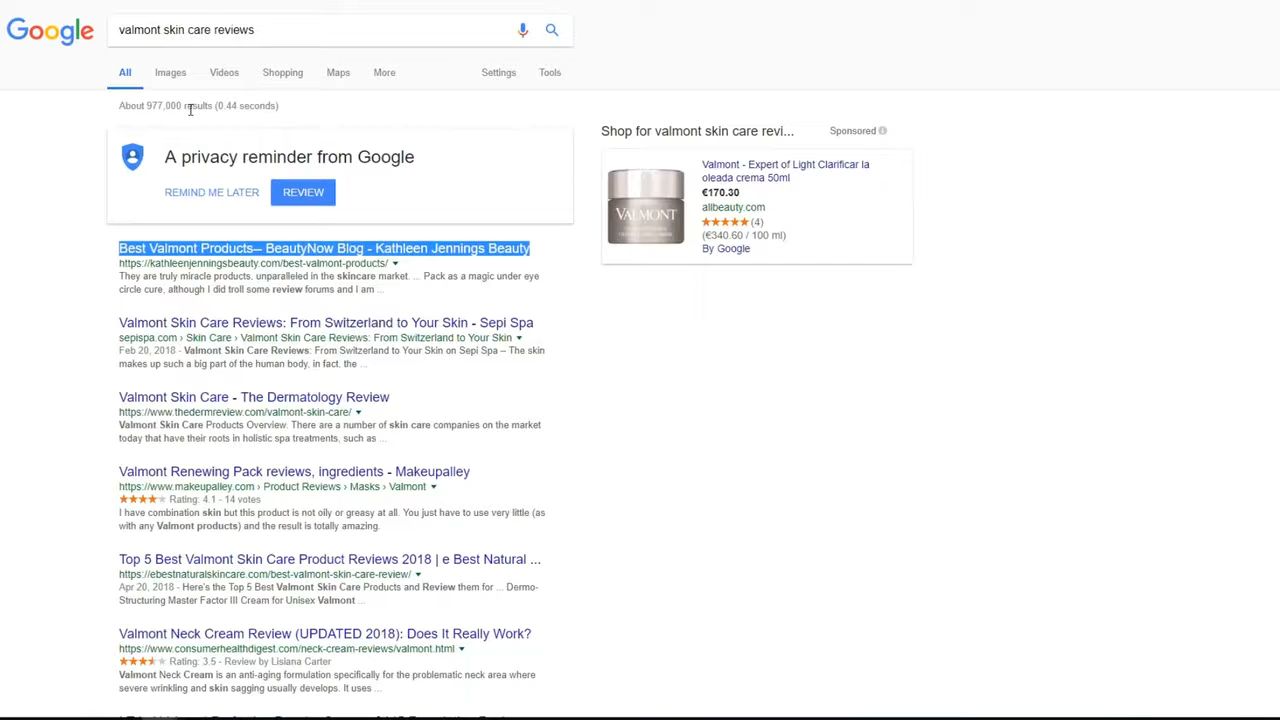 Google
valmont skin care reviews
All Images Videos Shopping Maps More Settings Tools
About 977,000 results (0.44 seconds)
A privacy reminder from Google
REMIND ME LATER REVIEW
Best Valmont Products-- BeautyNow Blog - Kathleen Jennings Beauty
https://kathleenjenningsbeauty.com/best-valmont-products/
They are truly miracle products, unparalleled in the skincare market. ... Pack as a magic under eye
circle cure, although I did troll some review forums and I am ...
Valmont Skin Care Reviews: From Switzerland to Your Skin - Sepi Spa
sepispa.com › Skin Care › Valmont Skin Care Reviews: From Switzerland to Your Skin
Feb 20, 2018 - Valmont Skin Care Reviews: From Switzerland to Your Skin on Sepi Spa – The skin
makes up such a big part of the human body, in fact, the ...
Valmont Skin Care - The Dermatology Review
https://www.thedermreview.com/valmont-skin-care/
Valmont Skin Care Products Overview. There are a number of skin care companies on the market
today that have their roots in holistic spa treatments, such as ...
Valmont Renewing Pack reviews, ingredients - Makeupalley
https://www.makeupalley.com › Product Reviews › Masks › Valmont
Rating: 4.1 - 14 votes
I have combination skin but this product is not oily or greasy at all. You just have to use very little (as
with any Valmont products) and the result is totally amazing.
Top 5 Best Valmont Skin Care Product Reviews 2018 | e Best Natural ...
https://ebestnaturalskincare.com/best-valmont-skin-care-review/
Apr 20, 2018 - Here's the Top 5 Best Valmont Skin Care Products and Review them for ... Dermo-
Structuring Master Factor III Cream for Unisex Valmont ...
Valmont Neck Cream Review (UPDATED 2018): Does It Really Work?
https://www.consumerhealthdigest.com/neck-cream-reviews/valmont.html
Rating: 3.5 - Review by Lisiana Carter
Valmont Neck Cream is an anti-aging formulation specifically for the problematic neck area where
severe wrinkling and skin sagging usually develops. It uses ...
Shop for valmont skin care revi... Sponsored
VALMONT
Valmont - Expert of Light Clarificar la
oleada crema 50ml
€170.30
allbeauty.com
(4)
(€340.60 / 100 ml)
By Google